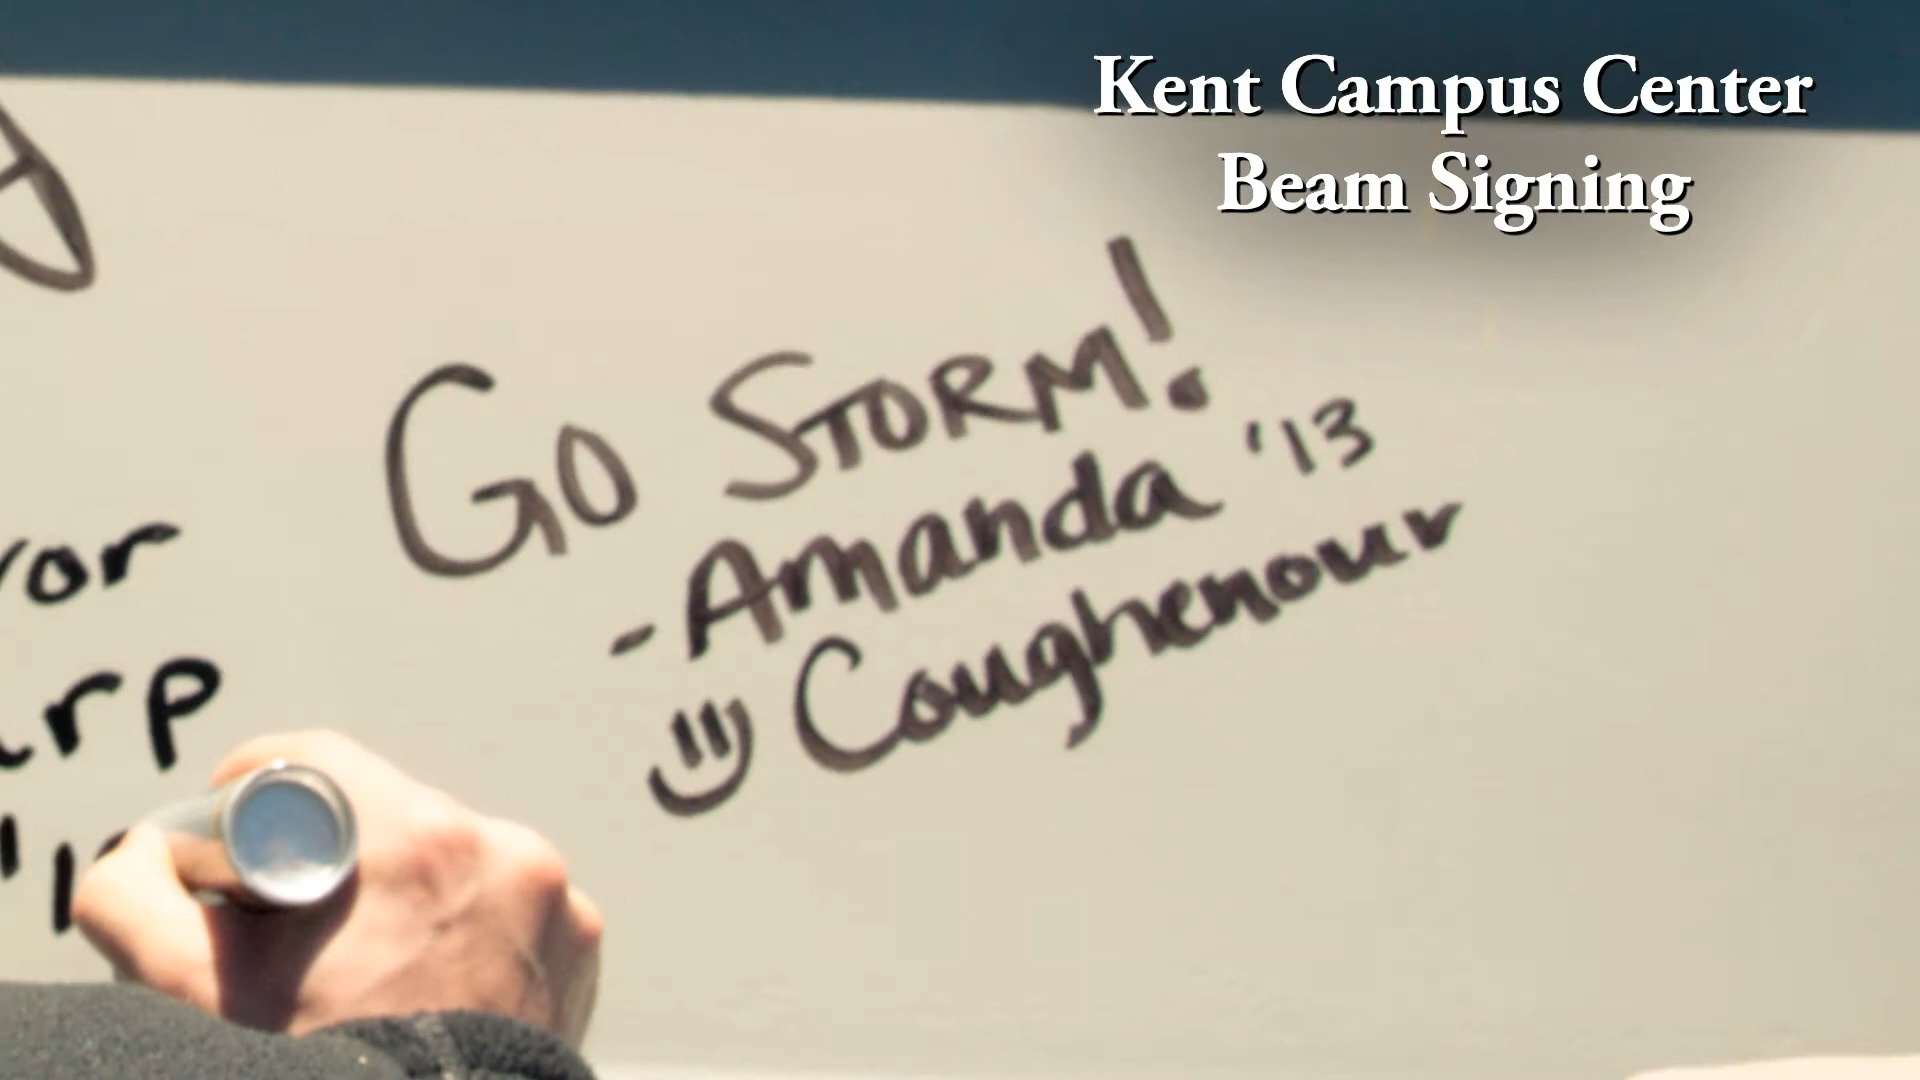 Kent Campus Center
Beam Signing
Go STORM!
-Amanda '13
Coughenour